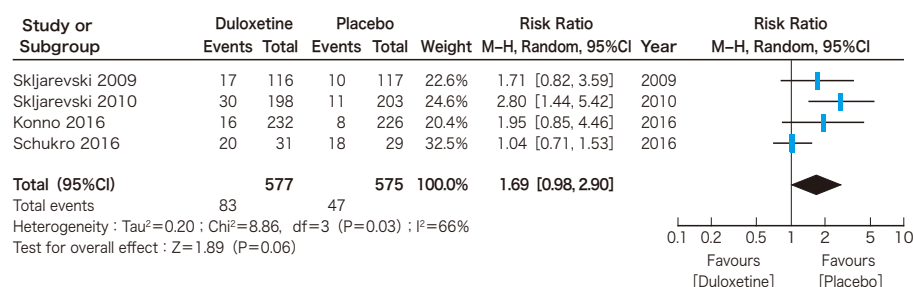 Study or Subgroup Duloxetine Placebo Risk Ratio Risk Ratio
Events Total Events Total Weight M–H, Random, 95%CI Year M–H, Random, 95%CI
Skljarevski 2009 17 116 10 117 22.6% 1.71 [0.82, 3.59] 2009
Skljarevski 2010 30 198 11 203 24.6% 2.80 [1.44, 5.42] 2010
Konno 2016 16 232 8 226 20.4% 1.95 [0.85, 4.46] 2016
Schukro 2016 20 31 18 29 32.5% 1.04 [0.71, 1.53] 2016
Total (95%CI) 577 575 100.0% 1.69 [0.98, 2.90]
Total events 83 47
Heterogeneity : Tau²=0.20 ; Chi²=8.86, df=3 (P=0.03) ; I²=66%
Test for overall effect : Z=1.89 (P=0.06)
0.1 0.2 0.5 1 2 5 10
Favours [Duloxetine] Favours [Placebo]